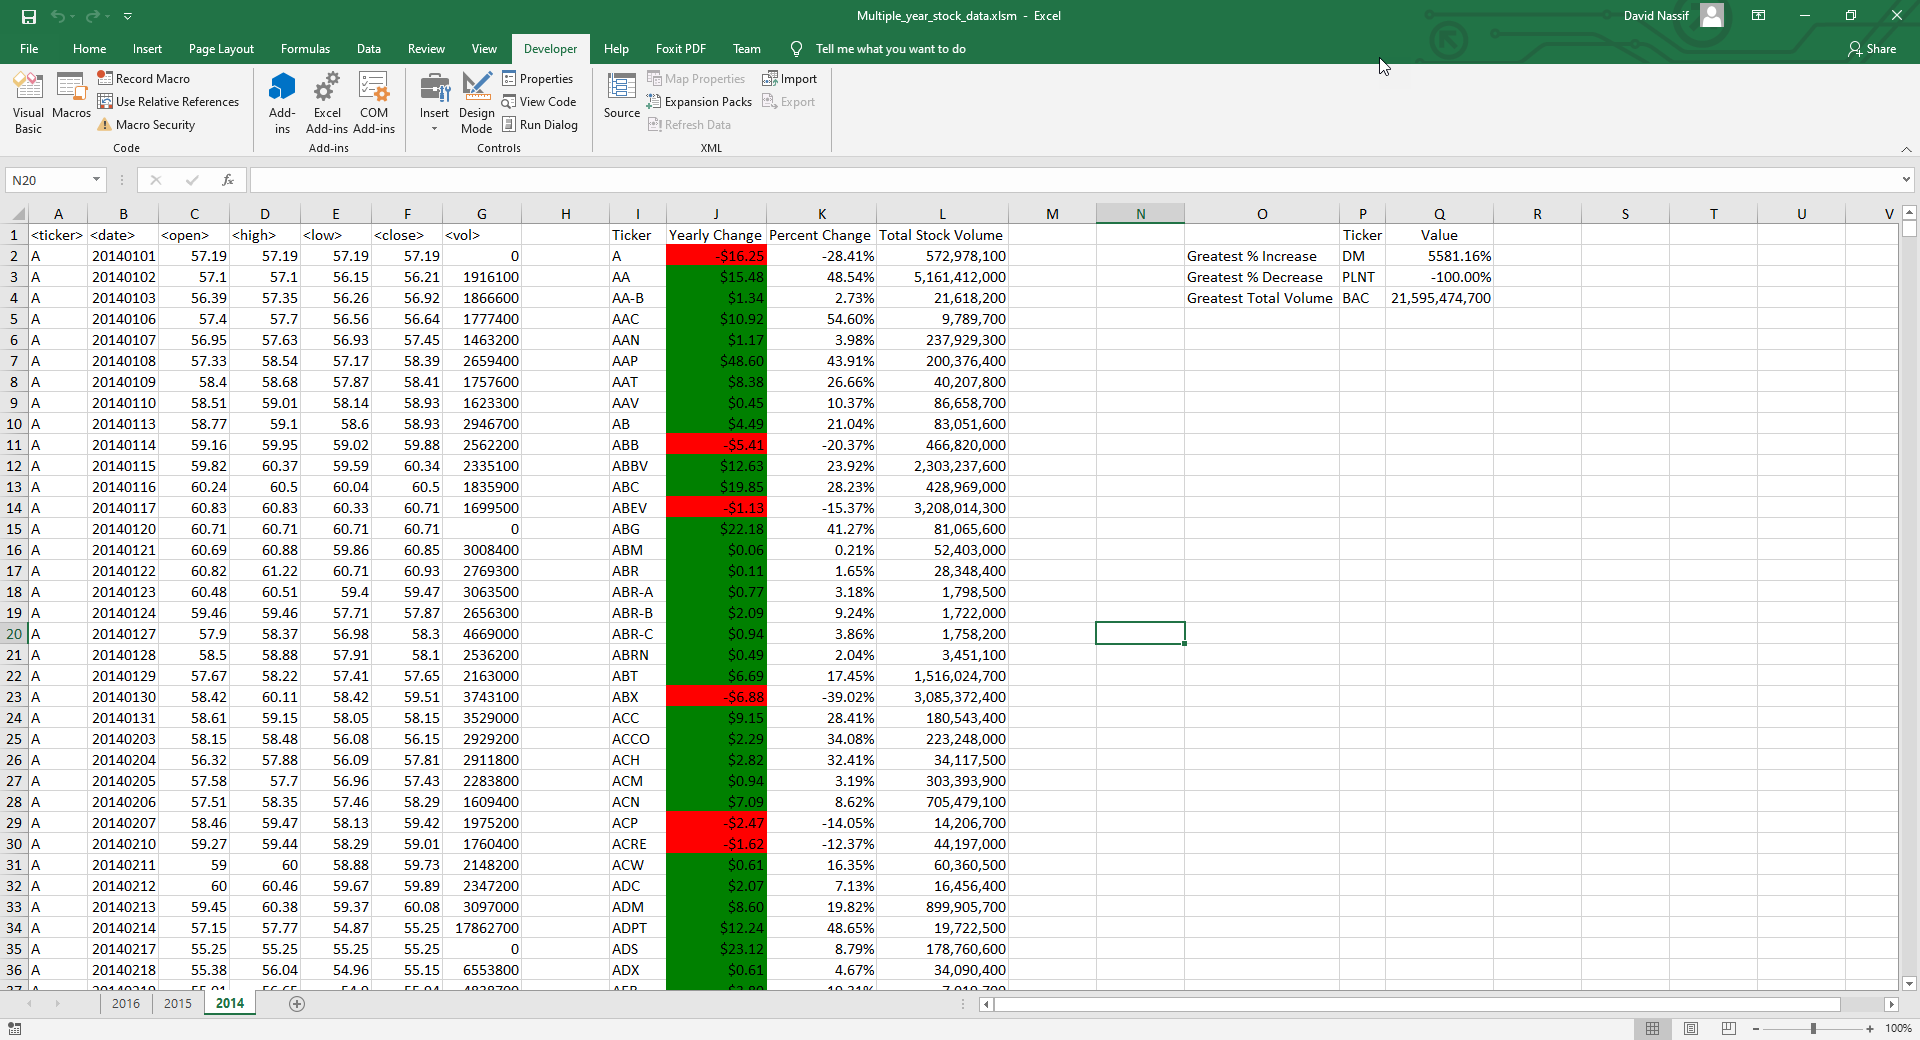 Multiple_year_stock_data.xlsm - Excel
David Nassif
File Home Insert Page Layout Formulas Data Review View Developer Help Foxit PDF Team Tell me what you want to do Share
Visual Basic
Macros
Record Macro
Use Relative References
Macro Security
Code
Add-ins
Excel Add-ins
COM Add-ins
Add-ins
Insert
Design Mode
Properties
View Code
Run Dialog
Controls
Source
Map Properties
Expansion Packs
Refresh Data
Import
Export
XML
N20
fx
A B C D E F G H I J K L M N O P Q R S T U V
1 <ticker> <date> <open> <high> <low> <close> <vol> Ticker Yearly Change Percent Change Total Stock Volume Ticker Value
2 A 20140101 57.19 57.19 57.19 57.19 0 A -$16.25 -28.41% 572,978,100 Greatest % Increase DM 5581.16%
3 A 20140102 57.1 57.1 56.15 56.21 1916100 AA $15.48 48.54% 5,161,412,000 Greatest % Decrease PLNT -100.00%
4 A 20140103 56.39 57.35 56.26 56.92 1866600 AA-B $1.34 2.73% 21,618,200 Greatest Total Volume BAC 21,595,474,700
5 A 20140106 57.4 57.7 56.56 56.64 1777400 AAC $10.92 54.60% 9,789,700
6 A 20140107 56.95 57.63 56.93 57.45 1463200 AAN $1.17 3.98% 237,929,300
7 A 20140108 57.33 58.54 57.17 58.39 2659400 AAP $48.60 43.91% 200,376,400
8 A 20140109 58.4 58.68 57.87 58.41 1757600 AAT $8.38 26.66% 40,207,800
9 A 20140110 58.51 59.01 58.14 58.93 1623300 AAV $0.45 10.37% 86,658,700
10 A 20140113 58.77 59.1 58.6 58.93 2946700 AB $4.49 21.04% 83,051,600
11 A 20140114 59.16 59.95 59.02 59.88 2562200 ABB -$5.41 -20.37% 466,820,000
12 A 20140115 59.82 60.37 59.59 60.34 2335100 ABBV $12.63 23.92% 2,303,237,600
13 A 20140116 60.24 60.5 60.04 60.5 1835900 ABC $19.85 28.23% 428,969,000
14 A 20140117 60.83 60.83 60.33 60.71 1699500 ABEV -$1.13 -15.37% 3,208,014,300
15 A 20140120 60.71 60.71 60.71 60.71 0 ABG $22.18 41.27% 81,065,600
16 A 20140121 60.69 60.88 59.86 60.85 3008400 ABM $0.06 0.21% 52,403,000
17 A 20140122 60.82 61.22 60.71 60.93 2769300 ABR $0.11 1.65% 28,348,400
18 A 20140123 60.48 60.51 59.4 59.47 3063500 ABR-A $0.77 3.18% 1,798,500
19 A 20140124 59.46 59.46 57.71 57.87 2656300 ABR-B $2.09 9.24% 1,722,000
20 A 20140127 57.9 58.37 56.98 58.3 4669000 ABR-C $0.94 3.86% 1,758,200
21 A 20140128 58.5 58.88 57.91 58.1 2536200 ABRN $0.49 2.04% 3,451,100
22 A 20140129 57.67 58.22 57.41 57.65 2163000 ABT $6.69 17.45% 1,516,024,700
23 A 20140130 58.42 60.11 58.42 59.51 3743100 ABX -$6.88 -39.02% 3,085,372,400
24 A 20140131 58.61 59.15 58.05 58.15 3529000 ACC $9.15 28.41% 180,543,400
25 A 20140203 58.15 58.48 56.08 56.15 2929200 ACCO $2.29 34.08% 223,248,000
26 A 20140204 56.32 57.88 56.09 57.81 2911800 ACH $2.82 32.41% 34,117,500
27 A 20140205 57.58 57.7 56.96 57.43 2283800 ACM $0.94 3.19% 303,393,900
28 A 20140206 57.51 58.35 57.46 58.29 1609400 ACN $7.09 8.62% 705,479,100
29 A 20140207 58.46 59.47 58.13 59.42 1975200 ACP -$2.47 -14.05% 14,206,700
30 A 20140210 59.27 59.44 58.29 59.01 1760400 ACRE -$1.62 -12.37% 44,197,000
31 A 20140211 59 60 58.88 59.73 2148200 ACW $0.61 16.35% 60,360,500
32 A 20140212 60 60.46 59.67 59.89 2347200 ADC $2.07 7.13% 16,456,400
33 A 20140213 59.45 60.38 59.37 60.08 3097000 ADM $8.60 19.82% 899,905,700
34 A 20140214 57.15 57.77 54.87 55.25 17862700 ADPT $12.24 48.65% 19,722,500
35 A 20140217 55.25 55.25 55.25 55.25 0 ADS $23.12 8.79% 178,760,600
36 A 20140218 55.38 56.04 54.96 55.15 6553800 ADX $0.61 4.67% 34,090,400
2016 2015 2014
100%